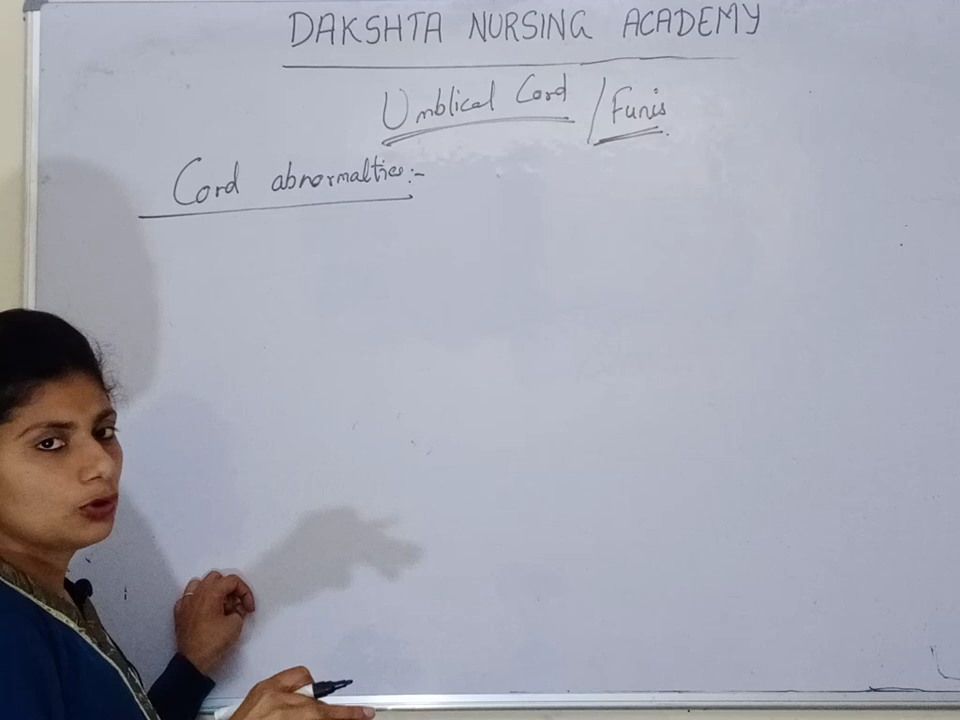 DAKSHTA NURSING ACADEMY
Umblical Cord / Funis
Cord abnormalties:-